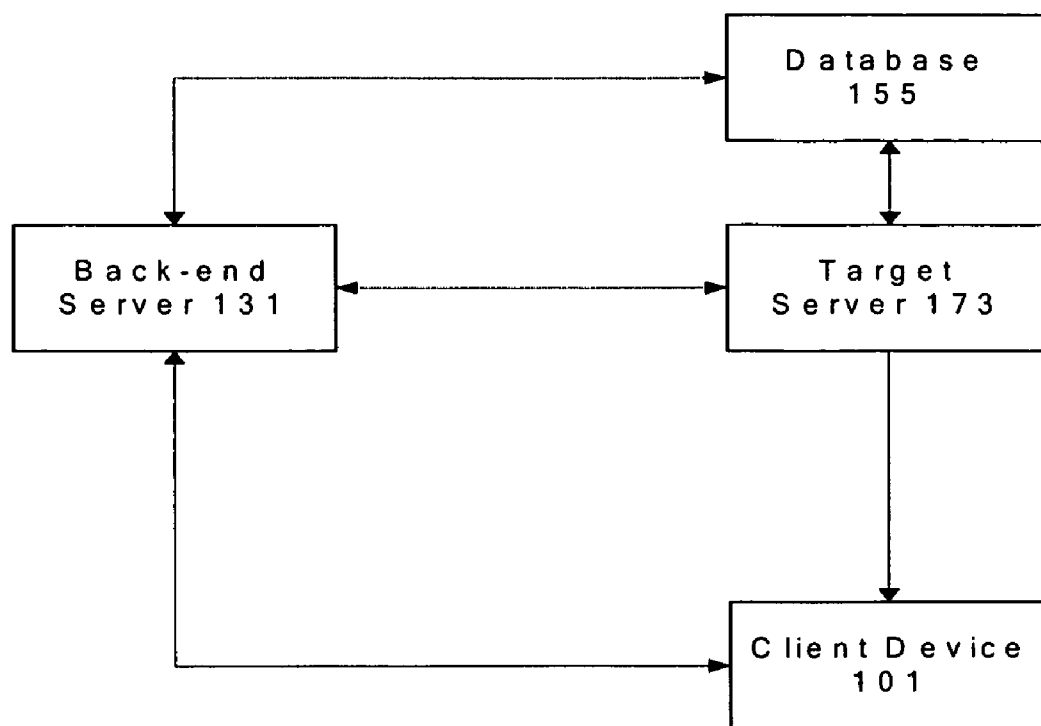 Database
155
Back-end
Server 131
Target
Server 173
Client Device
101